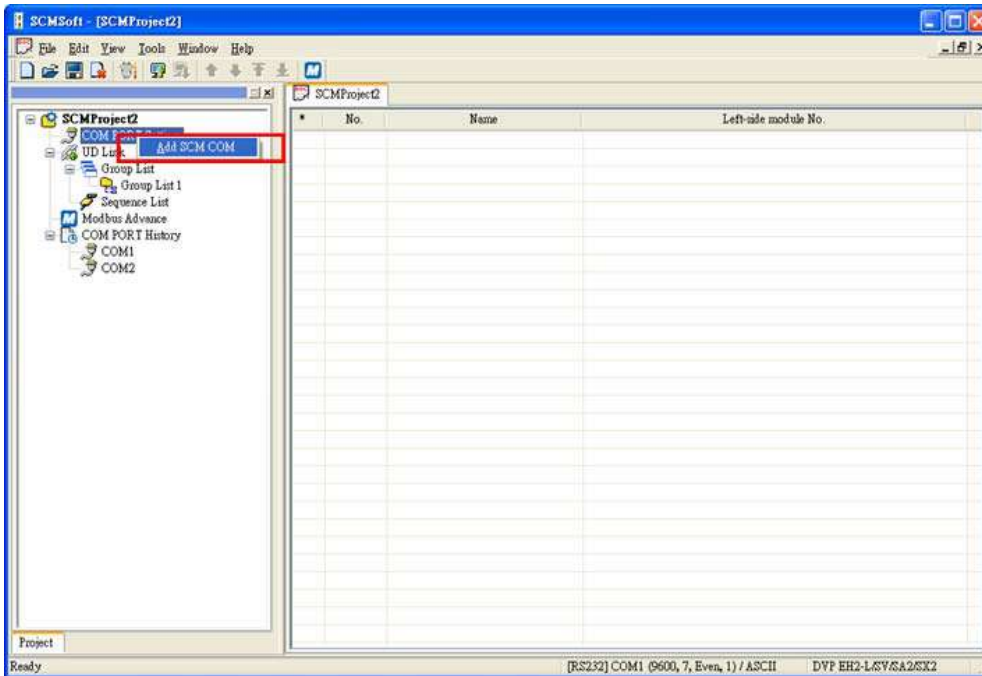 SCMSoft - [SCMProject2]
File Edit View Tools Window Help
SCMProject2
* No. Name Left-side module No.
SCMProject2
COM PORT
Add SCM COM
UD Link
Group List
Group List 1
Sequence List
Modbus Advance
COM PORT History
COM1
COM2
Project
Ready [RS232] COM1 (9600, 7, Even, 1) / ASCII DVP EH2-L/SV/SA2/SX2